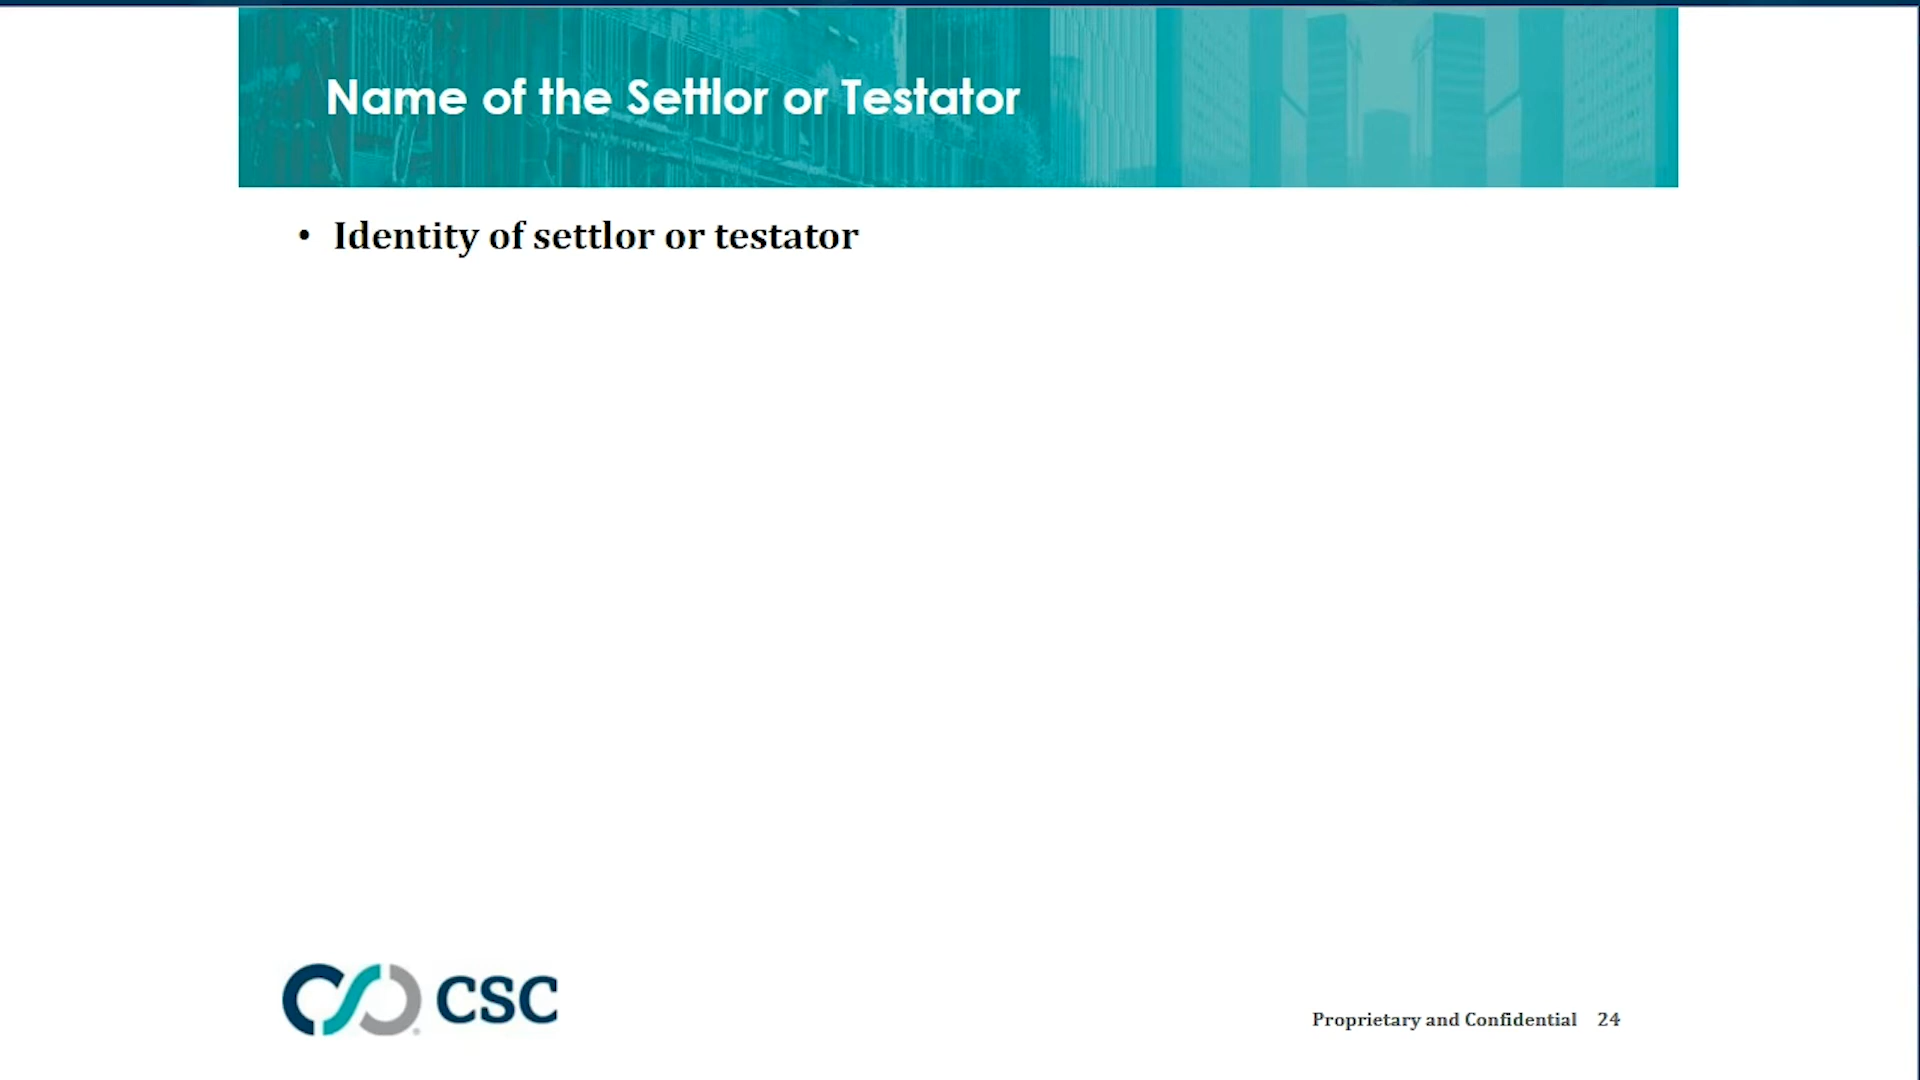 Name of the Settlor or Testator
• Identity of settlor or testator
CSC
Proprietary and Confidential 24